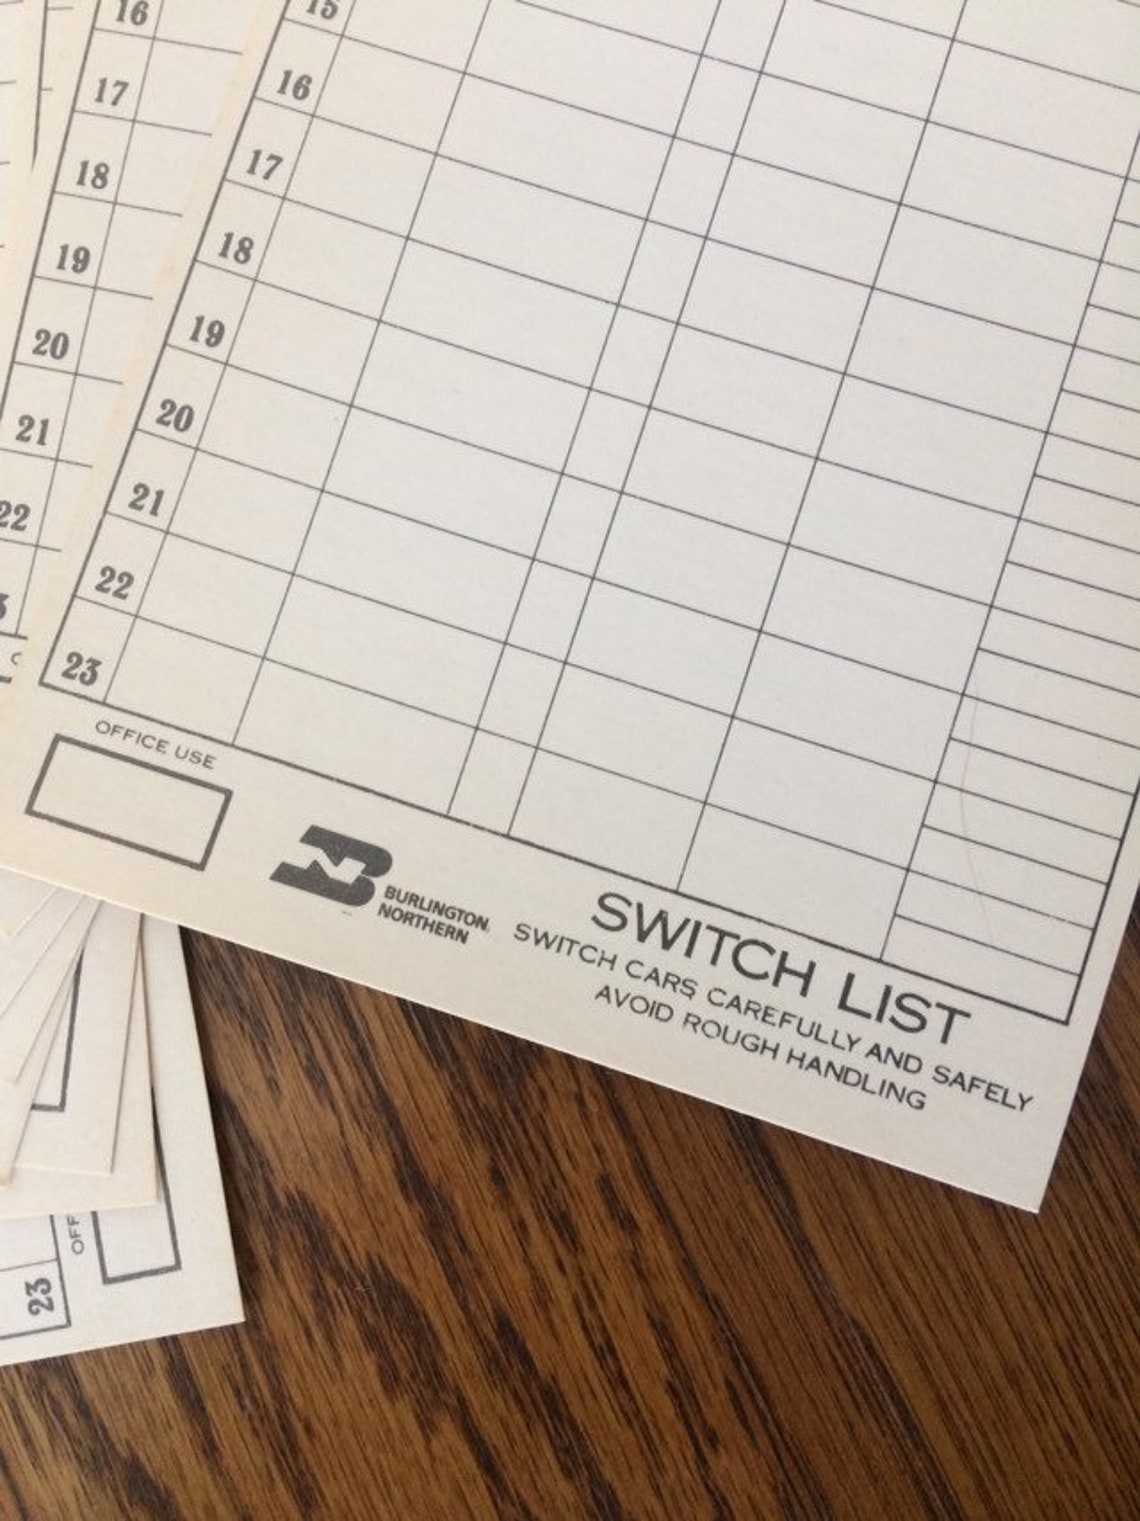 15
16
17
18
19
20
21
22
23
OFFICE USE
BURLINGTON
NORTHERN
SWITCH LIST
SWITCH CARS CAREFULLY AND SAFELY
AVOID ROUGH HANDLING
16
17
18
19
20
21
22
23
OFF